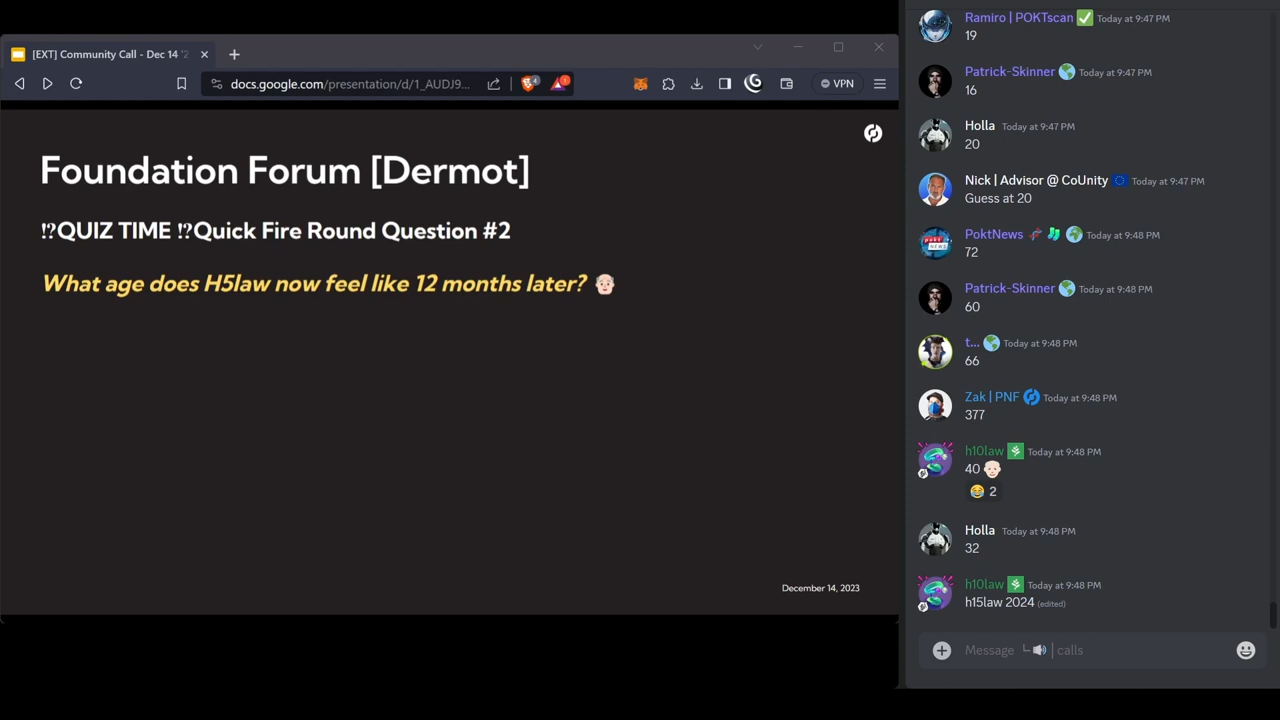 [EXT] Community Call - Dec 14 '2
docs.google.com/presentation/d/1_AUDJ9...
4
1
VPN
Foundation Forum [Dermot]
⁉QUIZ TIME ⁉Quick Fire Round Question #2
What age does H5law now feel like 12 months later? 👴🏻
December 14, 2023
Ramiro | POKTscan ✅ Today at 9:47 PM
19
Patrick-Skinner 🌎 Today at 9:47 PM
16
Holla Today at 9:47 PM
20
Nick | Advisor @ CoUnity 🇪🇺 Today at 9:47 PM
Guess at 20
PoktNews 🧬 🧦 🌎 Today at 9:48 PM
72
Patrick-Skinner 🌎 Today at 9:48 PM
60
t... 🌎 Today at 9:48 PM
66
Zak | PNF Today at 9:48 PM
377
h10law Today at 9:48 PM
40 👴🏻
😂 2
Holla Today at 9:48 PM
32
h10law Today at 9:48 PM
h15law 2024 (edited)
Message └🔊│calls